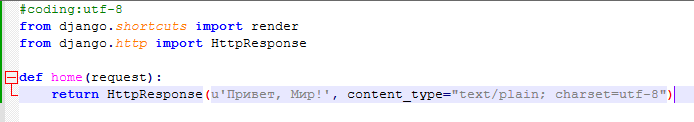 #coding:utf-8
from django.shortcuts import render
from django.http import HttpResponse
def home(request):
    return HttpResponse(u'Привет, Мир!', content_type="text/plain; charset=utf-8")